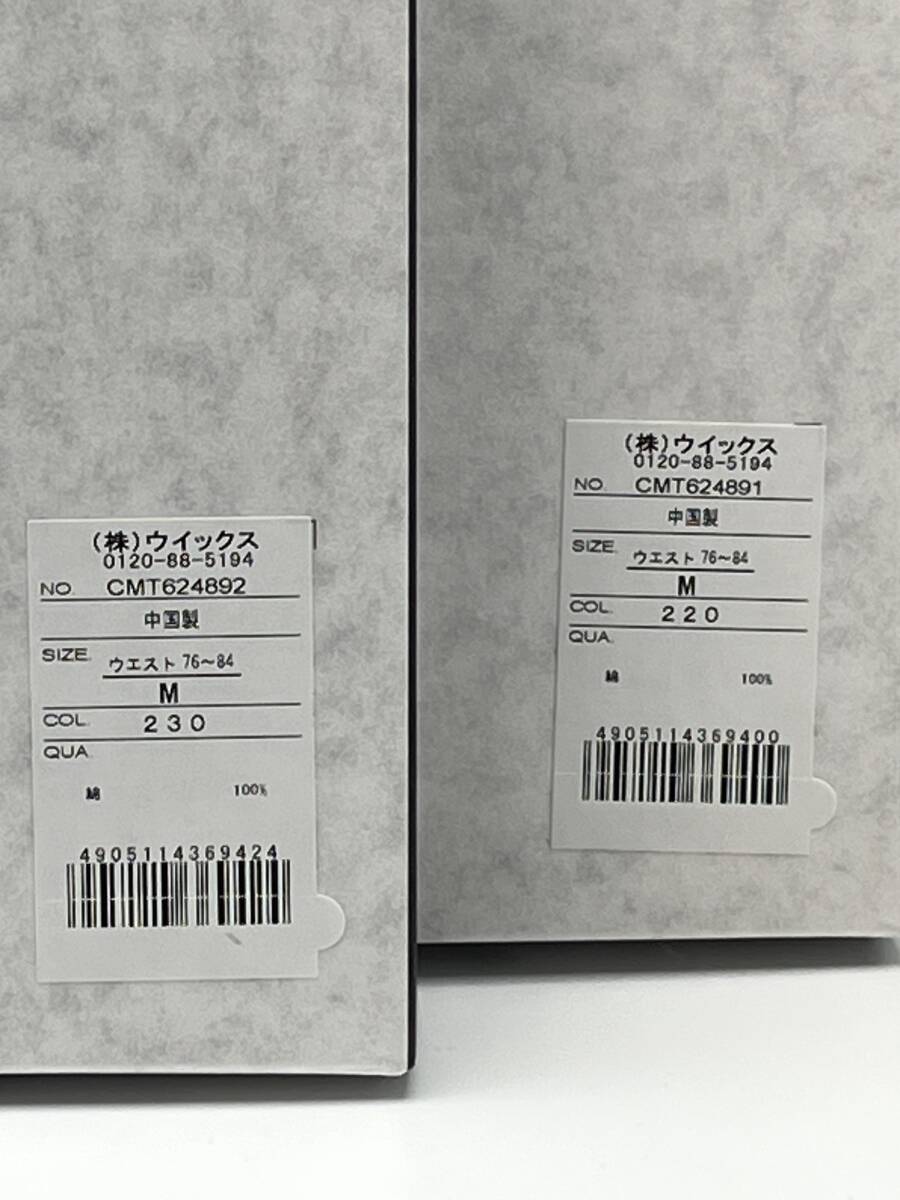 (株)ウイックス
0120-88-5194
NO. CMT624892
中国製
SIZE. ウエスト 76〜84
M
COL. 230
QUA.
綿 100%
4905114369424
(株)ウイックス
0120-88-5194
NO. CMT624891
中国製
SIZE. ウエスト 76〜84
M
COL. 220
QUA.
綿 100%
4905114369400